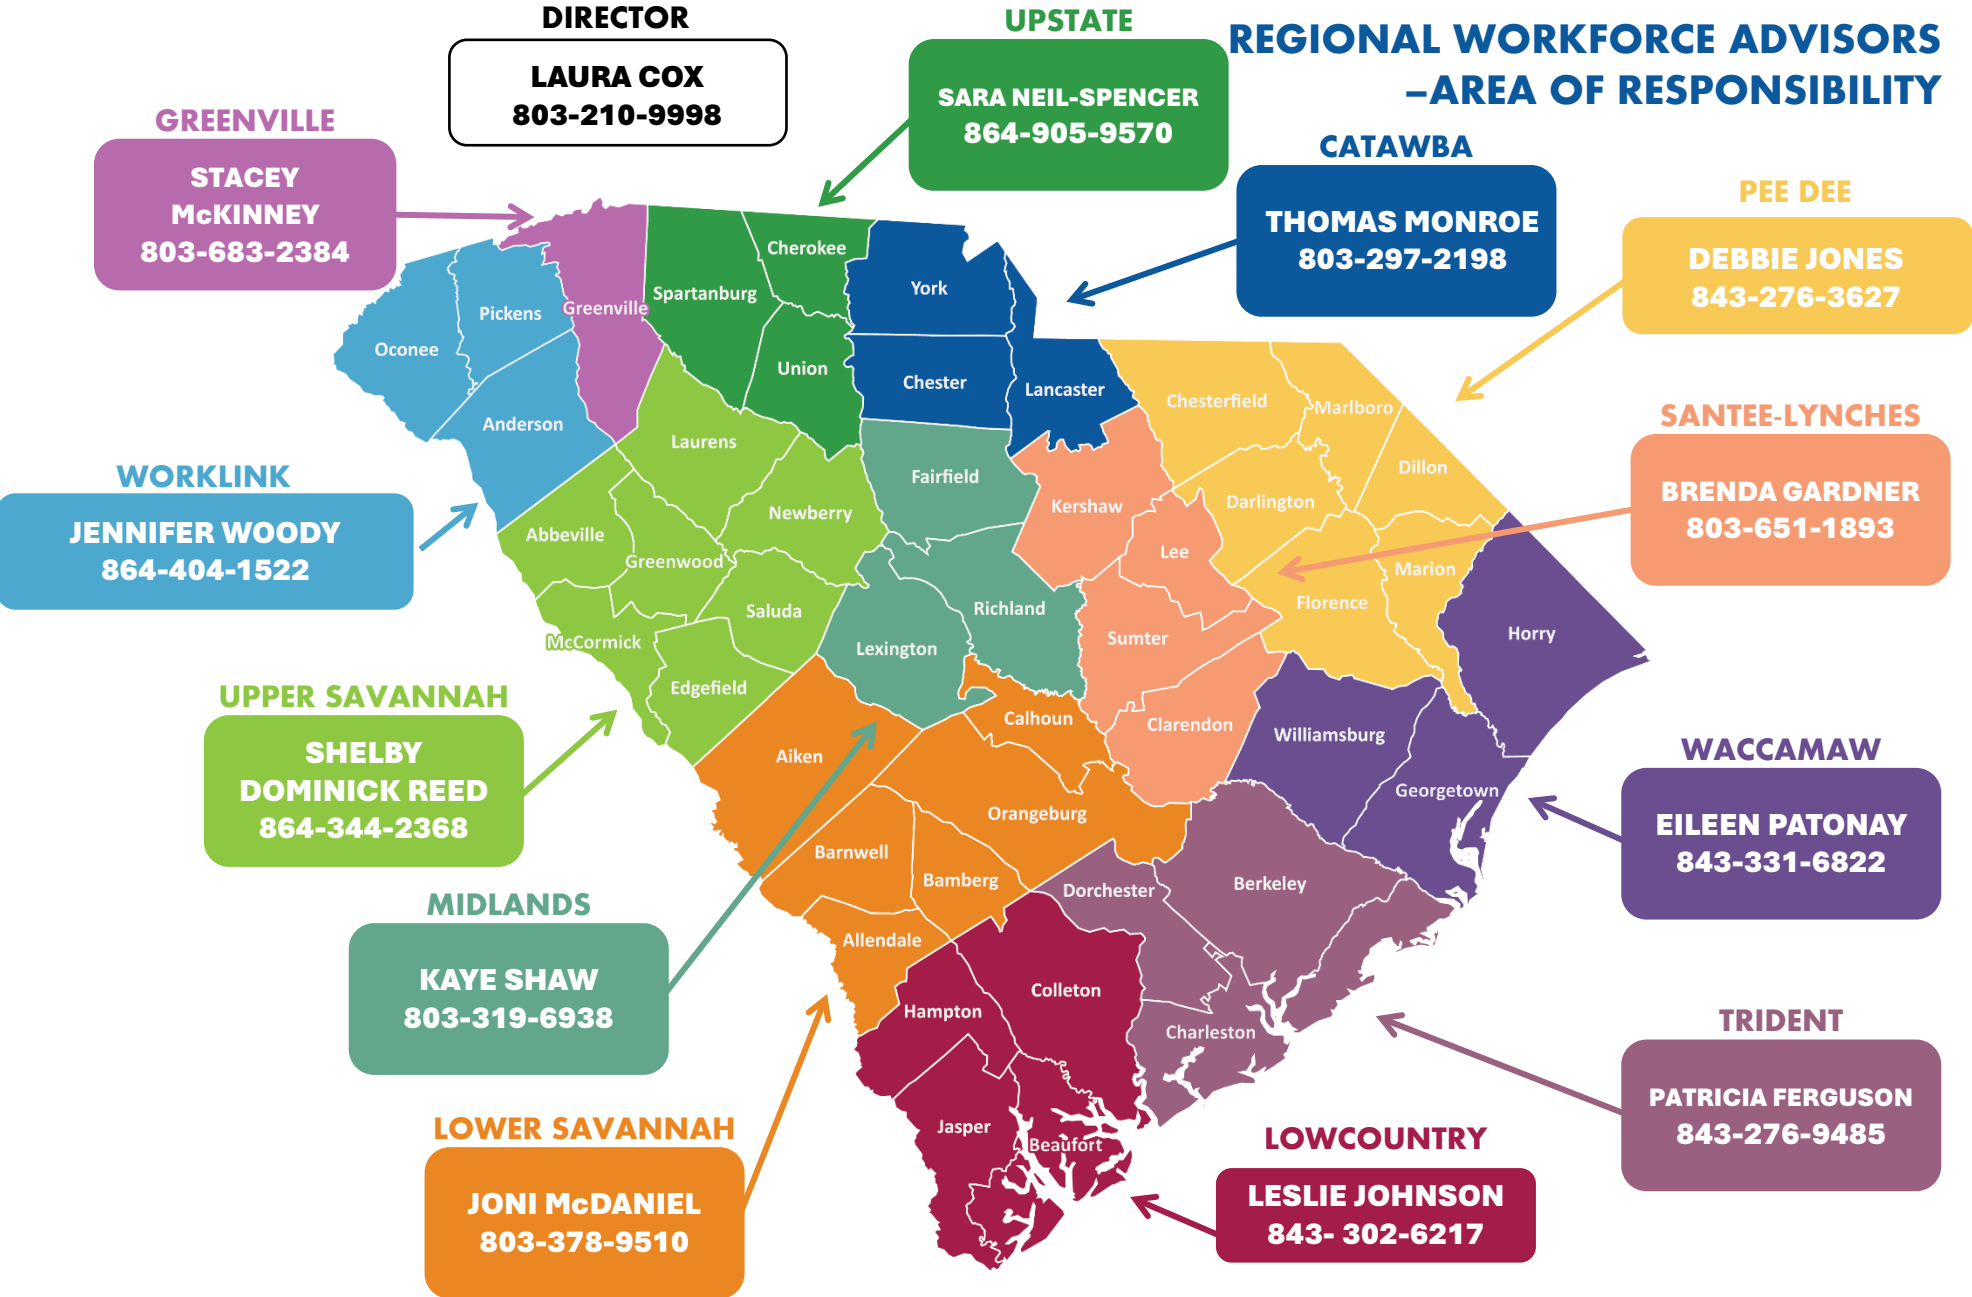 REGIONAL WORKFORCE ADVISORS
–AREA OF RESPONSIBILITY
DIRECTOR
LAURA COX
803-210-9998
UPSTATE
SARA NEIL-SPENCER
864-905-9570
GREENVILLE
STACEY
McKINNEY
803-683-2384
CATAWBA
THOMAS MONROE
803-297-2198
PEE DEE
DEBBIE JONES
843-276-3627
SANTEE-LYNCHES
BRENDA GARDNER
803-651-1893
WORKLINK
JENNIFER WOODY
864-404-1522
UPPER SAVANNAH
SHELBY
DOMINICK REED
864-344-2368
WACCAMAW
EILEEN PATONAY
843-331-6822
MIDLANDS
KAYE SHAW
803-319-6938
TRIDENT
PATRICIA FERGUSON
843-276-9485
LOWER SAVANNAH
JONI McDANIEL
803-378-9510
LOWCOUNTRY
LESLIE JOHNSON
843- 302-6217
Cherokee
York
Spartanburg
Greenville
Pickens
Oconee
Union
Chester
Lancaster
Chesterfield
Marlboro
Anderson
Laurens
Dillon
Fairfield
Darlington
Kershaw
Newberry
Abbeville
Lee
Greenwood
Marion
Florence
Saluda
Richland
Horry
Sumter
McCormick
Lexington
Edgefield
Calhoun
Clarendon
Williamsburg
Aiken
Georgetown
Orangeburg
Barnwell
Bamberg
Dorchester
Berkeley
Allendale
Colleton
Hampton
Charleston
Jasper
Beaufort